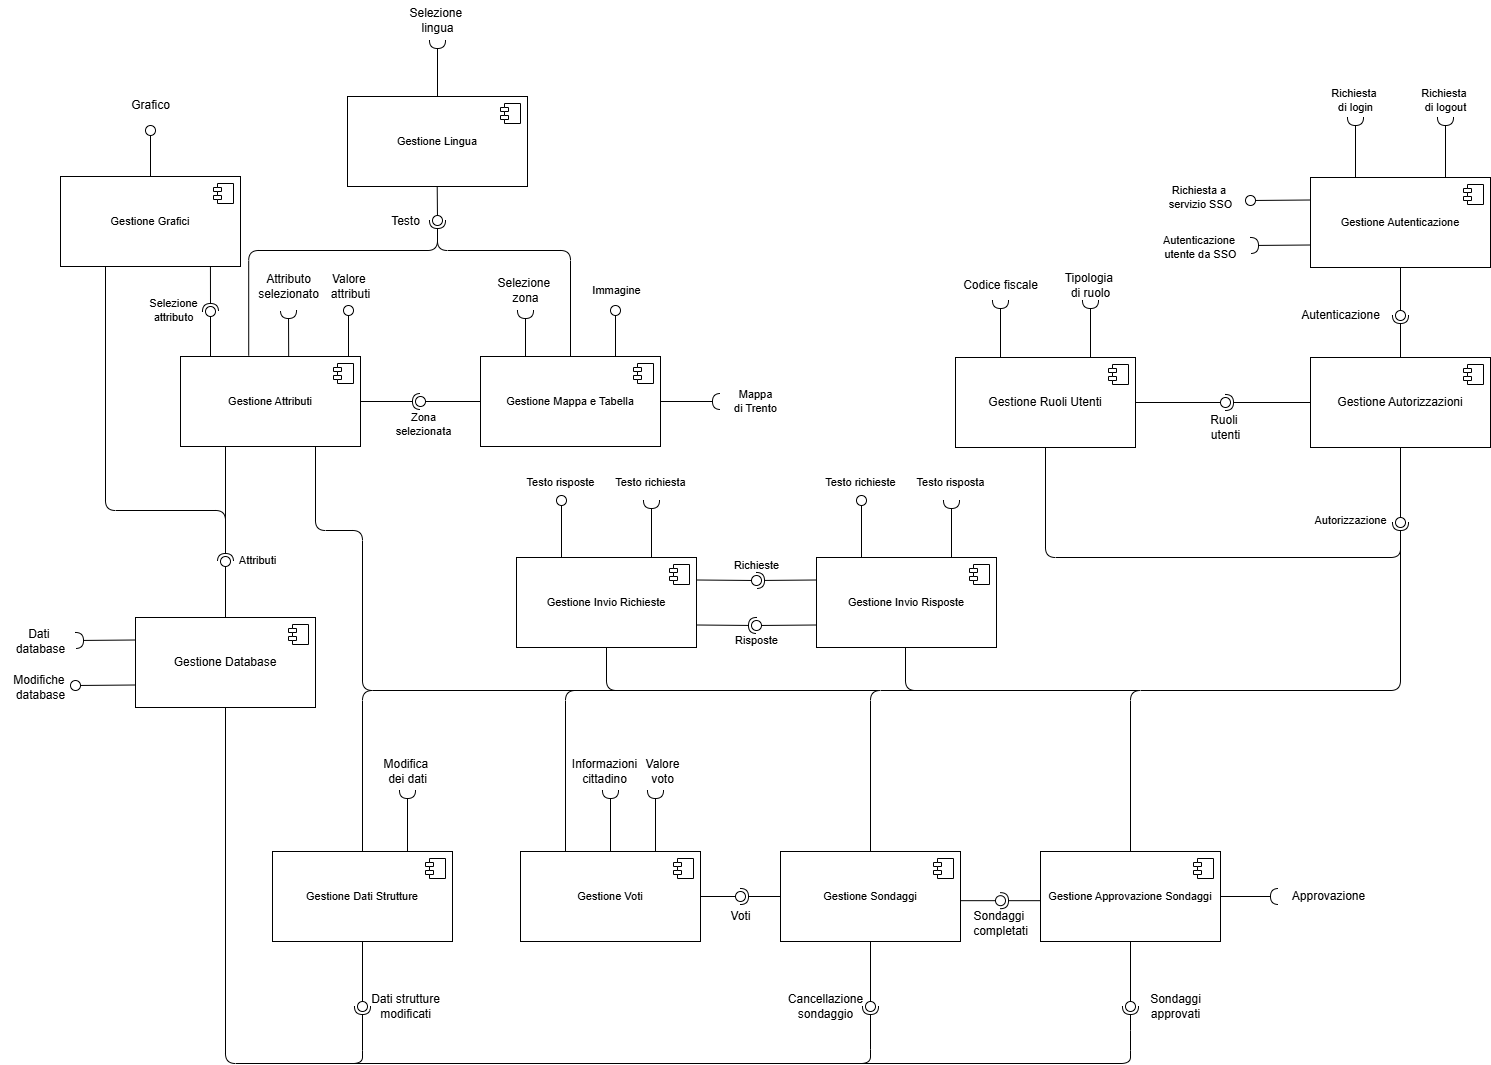 Selezione
lingua
Gestione Lingua
Grafico
Gestione Grafici
Richiesta
di login
Richiesta
di logout
Richiesta a
servizio SSO
Autenticazione
utente da SSO
Gestione Autenticazione
Testo
Selezione
attributo
Attributo
selezionato
Valore
attributi
Selezione
zona
Immagine
Codice fiscale
Tipologia
di ruolo
Autenticazione
Gestione Attributi
Zona
selezionata
Gestione Mappa e Tabella
Mappa
di Trento
Gestione Ruoli Utenti
Ruoli
utenti
Gestione Autorizzazioni
Testo risposte
Testo richiesta
Testo richieste
Testo risposta
Autorizzazione
Attributi
Richieste
Gestione Invio Richieste
Gestione Invio Risposte
Risposte
Dati
database
Modifiche
database
Gestione Database
Modifica
dei dati
Informazioni
cittadino
Valore
voto
Gestione Dati Strutture
Gestione Voti
Voti
Gestione Sondaggi
Sondaggi
completati
Gestione Approvazione Sondaggi
Approvazione
Dati strutture
modificati
Cancellazione
sondaggio
Sondaggi
approvati